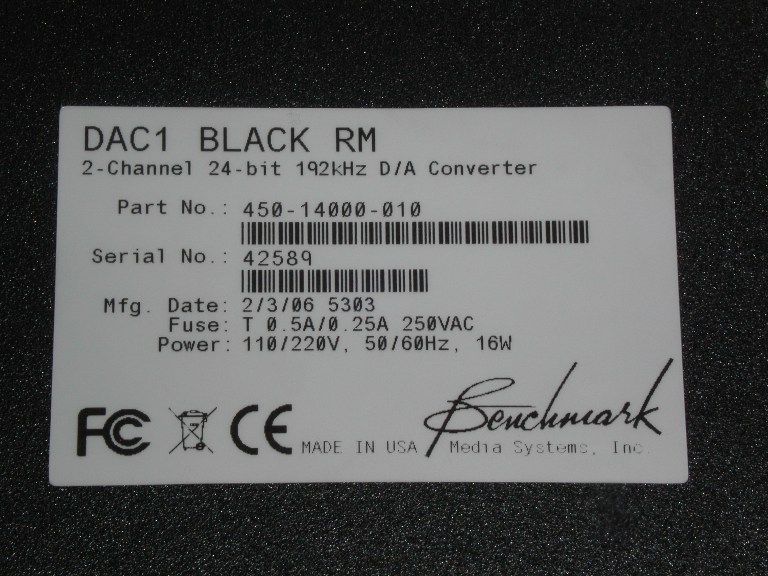 DAC1 BLACK RM
2-Channel 24-bit 192kHz D/A Converter
Part No.: 450-14000-010
Serial No.: 42589
Mfg. Date: 2/3/06 5303
Fuse: T 0.5A/0.25A 250VAC
Power: 110/220V, 50/60Hz, 16W
FC CE MADE IN USA
Benchmark
Media Systems, Inc.